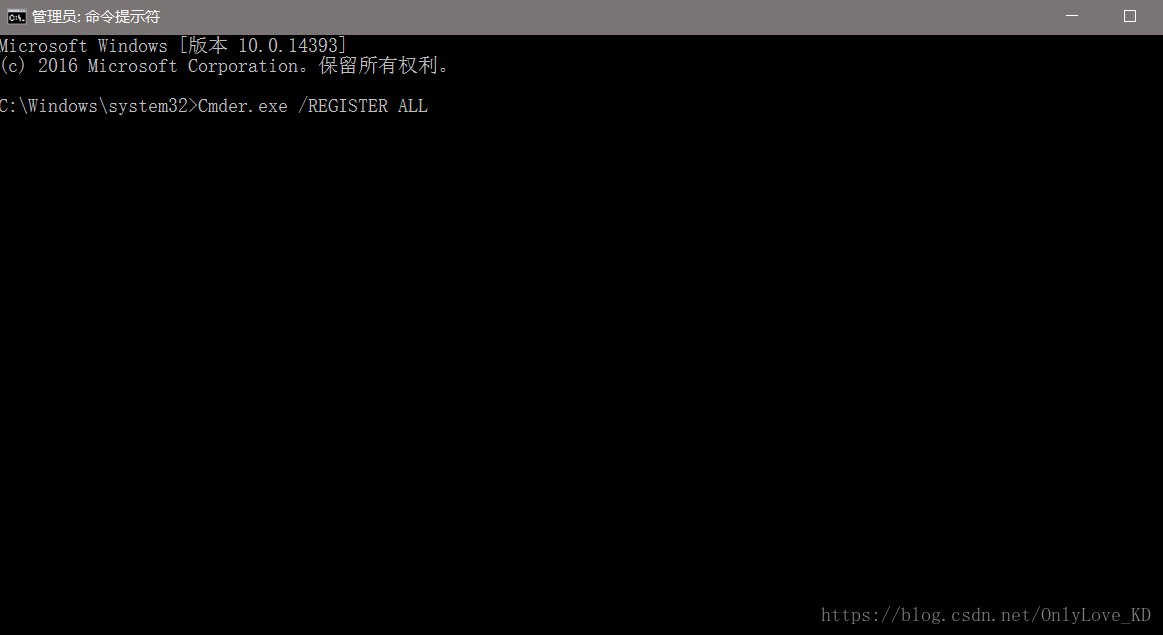 管理员: 命令提示符
Microsoft Windows [版本 10.0.14393]
(c) 2016 Microsoft Corporation。保留所有权利。
C:\Windows\system32>Cmder.exe /REGISTER ALL
https://blog.csdn.net/OnlyLove_KD